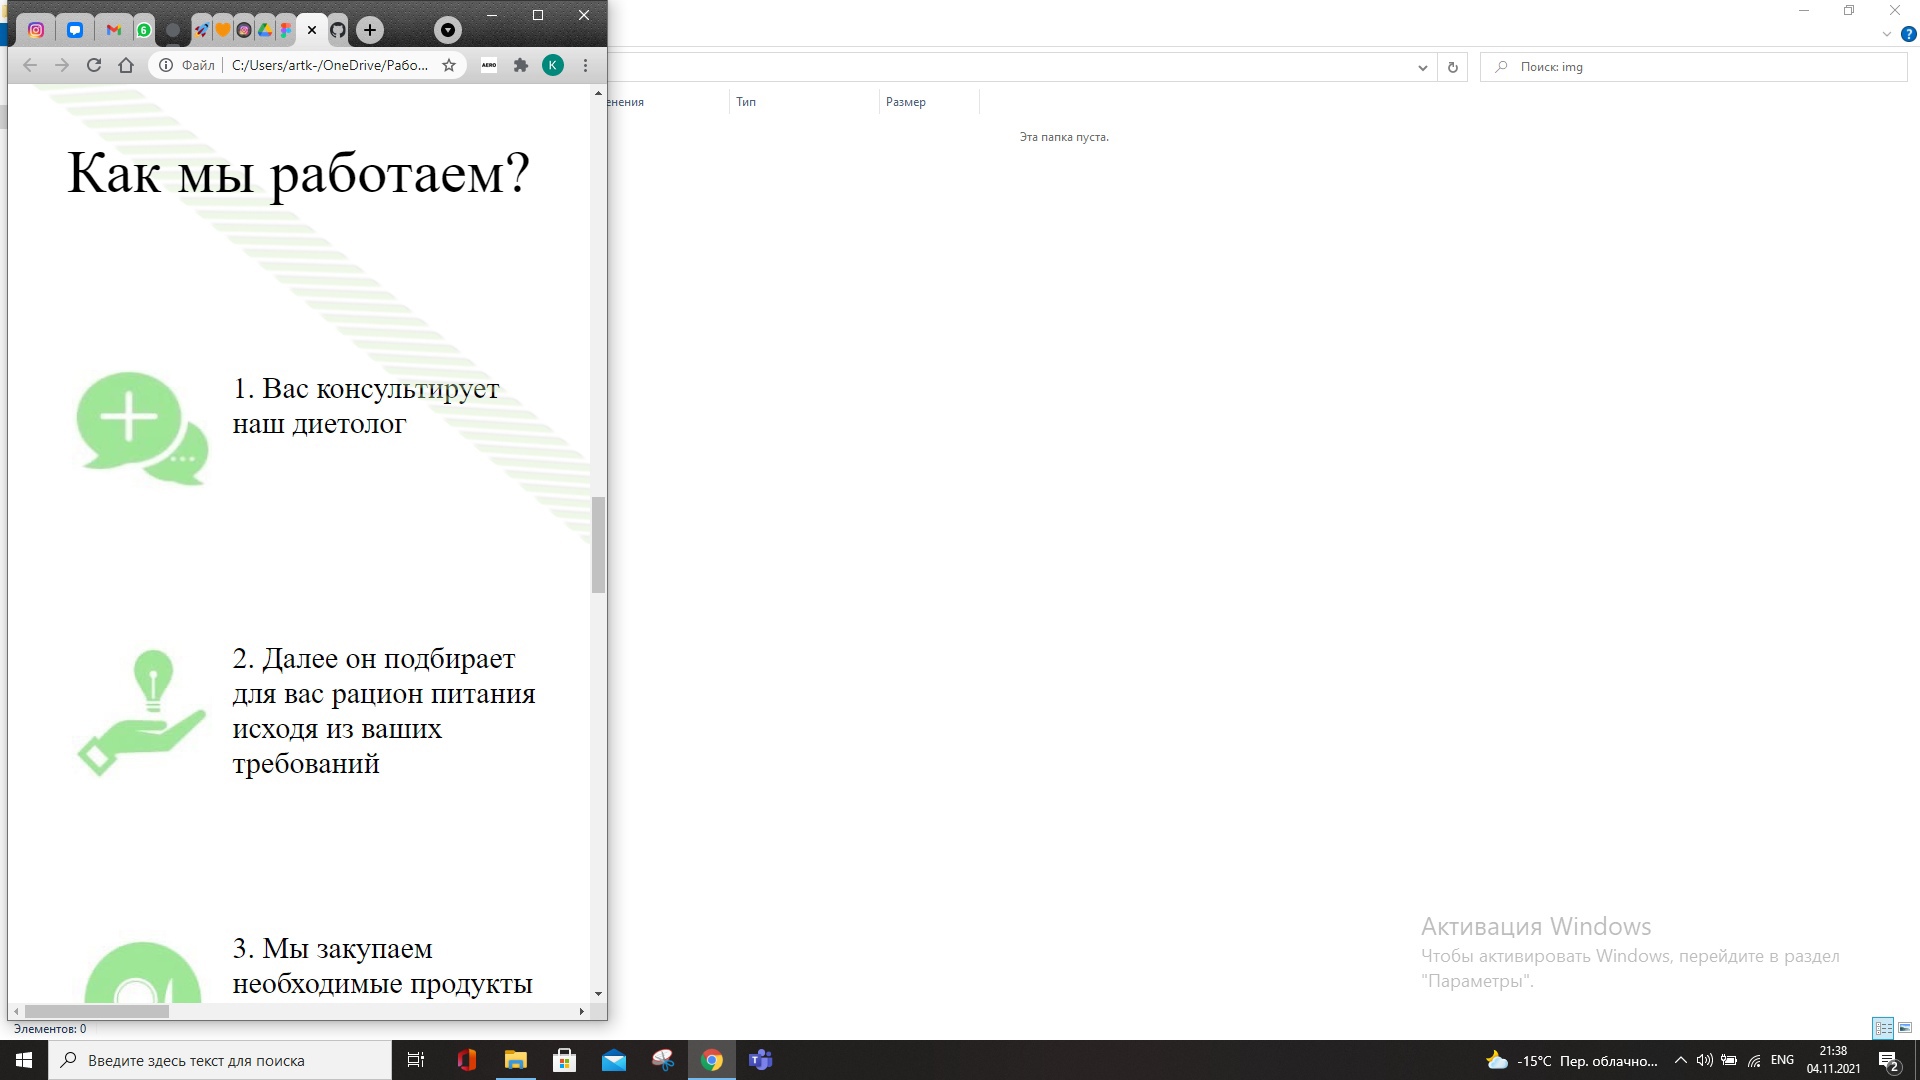 Файл
C:/Users/artk-/OneDrive/Рабо...
AERO
K
6
Как мы работаем?
1. Вас консультирует
наш диетолог
2. Далее он подбирает
для вас рацион питания
исходя из ваших
требований
3. Мы закупаем
необходимые продукты
Поиск: img
енения
Тип
Размер
Эта папка пуста.
Активация Windows
Чтобы активировать Windows, перейдите в раздел
"Параметры".
Элементов: 0
Введите здесь текст для поиска
-15°C Пер. облачно...
ENG
21:38
04.11.2021
2